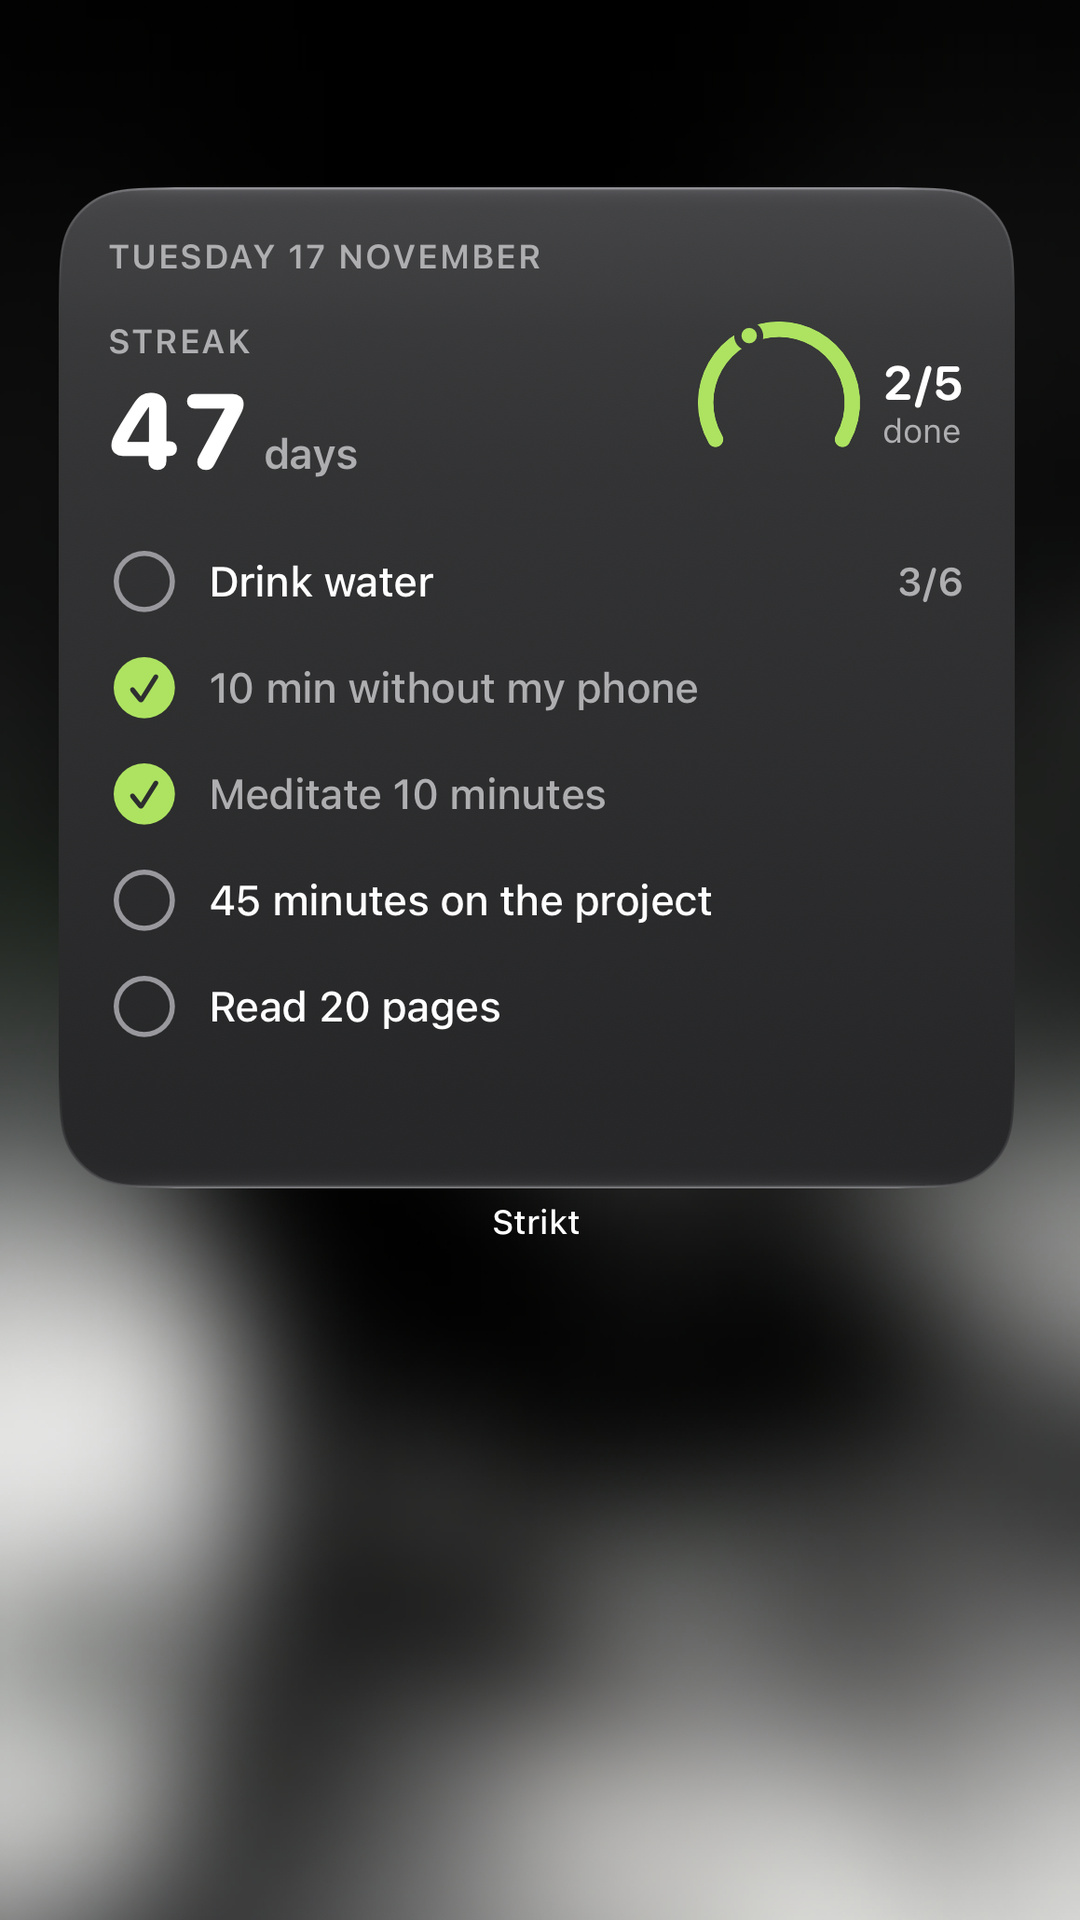 TUESDAY 17 NOVEMBER
STREAK
47 days
2/5
done
Drink water 3/6
10 min without my phone
Meditate 10 minutes
45 minutes on the project
Read 20 pages
Strikt